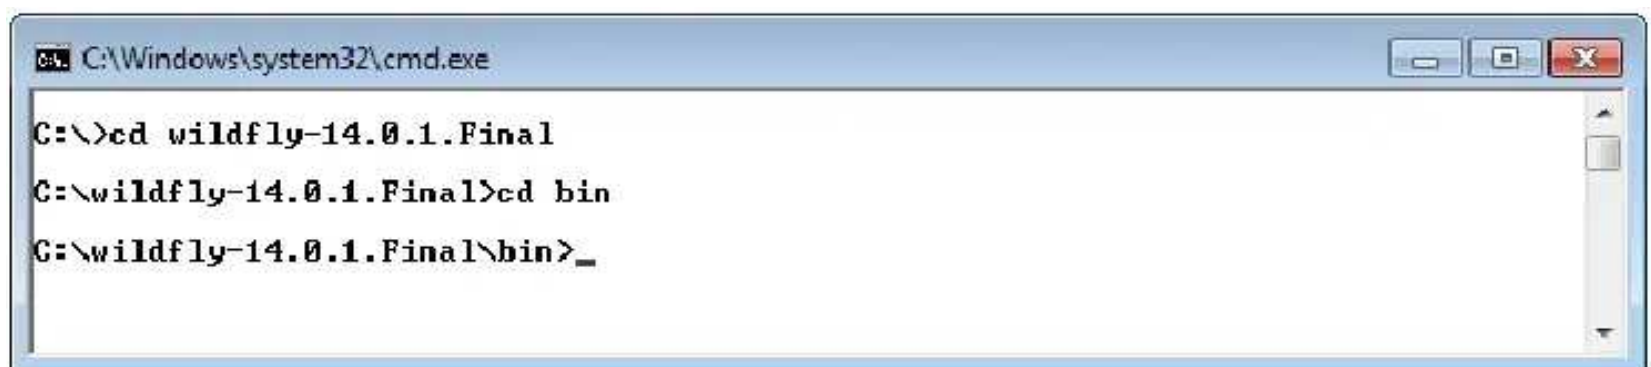 C:\Windows\system32\cmd.exe
C:\>cd wildfly-14.0.1.Final
C:\wildfly-14.0.1.Final>cd bin
C:\wildfly-14.0.1.Final\bin>_